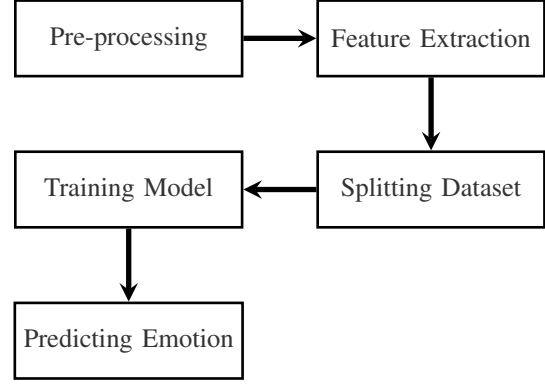 Pre-processing
Feature Extraction
Splitting Dataset
Training Model
Predicting Emotion